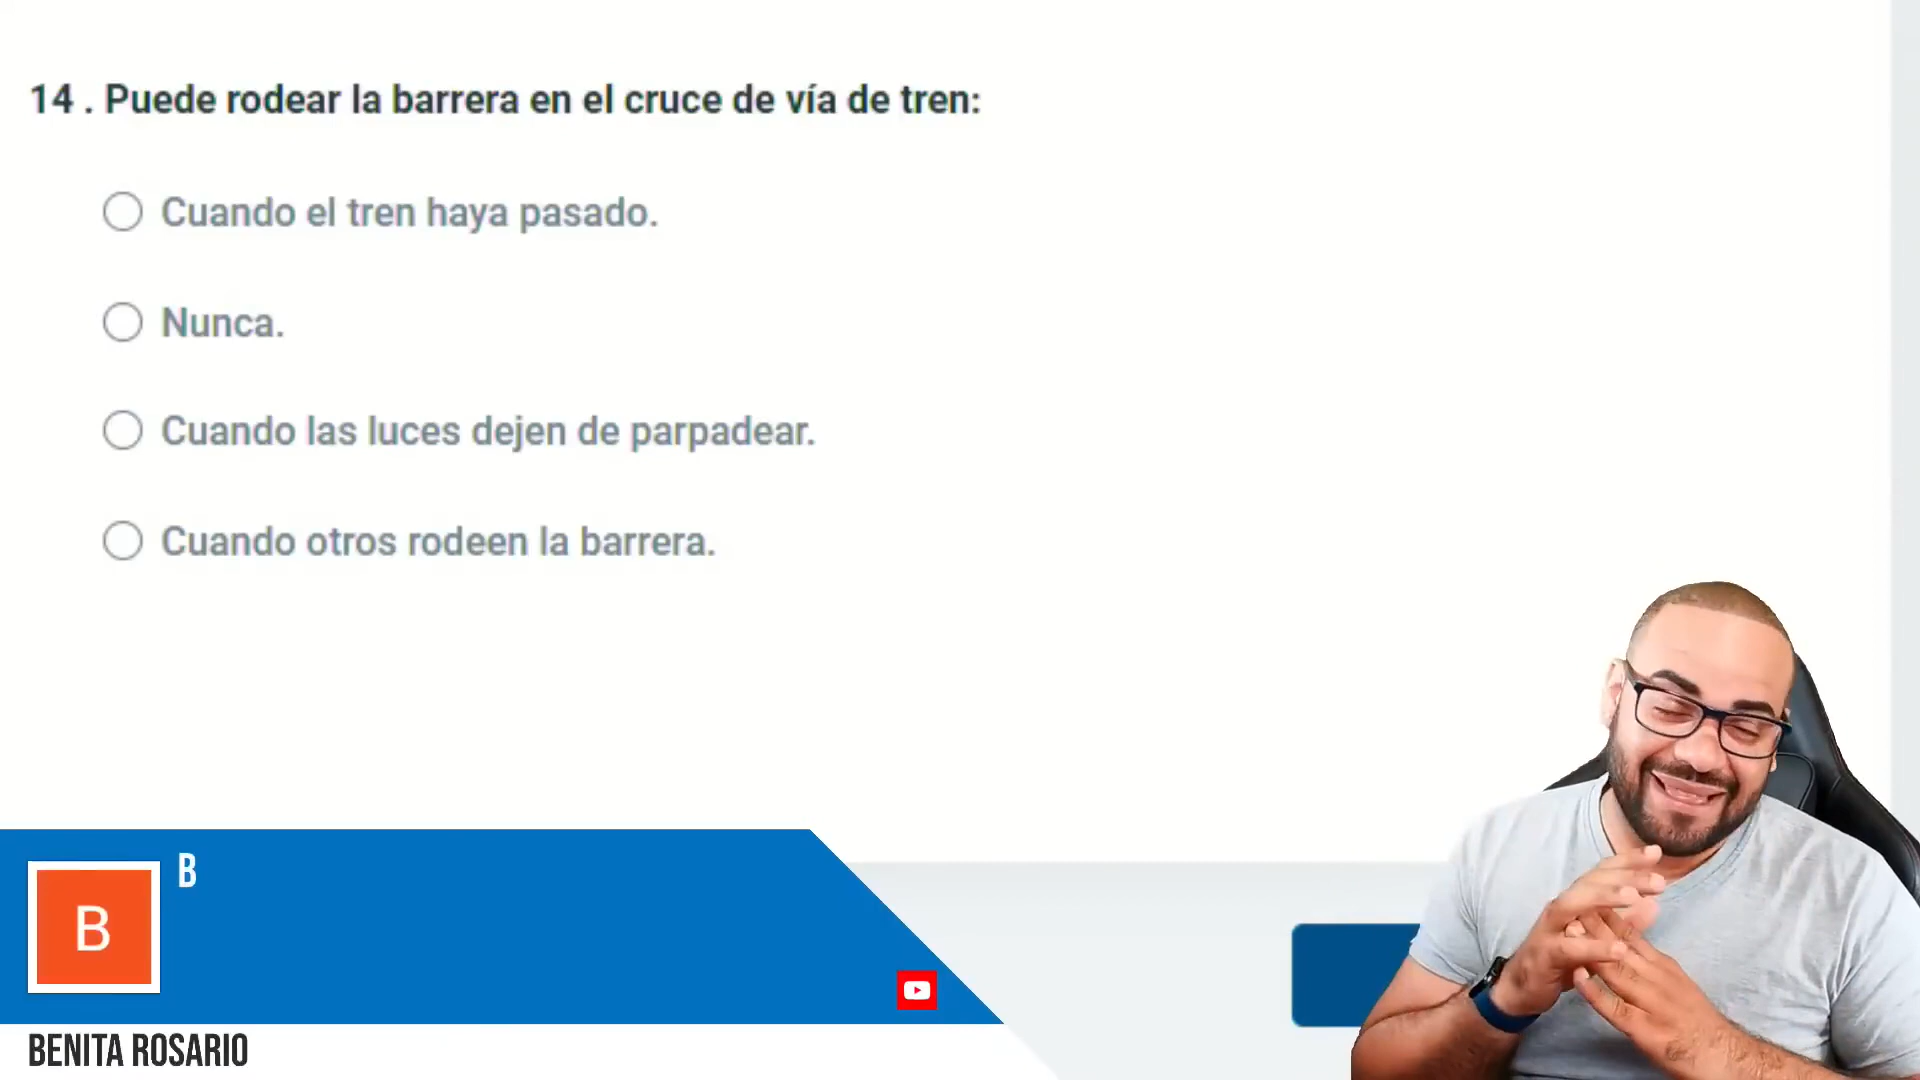 14 . Puede rodear la barrera en el cruce de vía de tren:
Cuando el tren haya pasado.
Nunca.
Cuando las luces dejen de parpadear.
Cuando otros rodeen la barrera.
B
B
BENITA ROSARIO